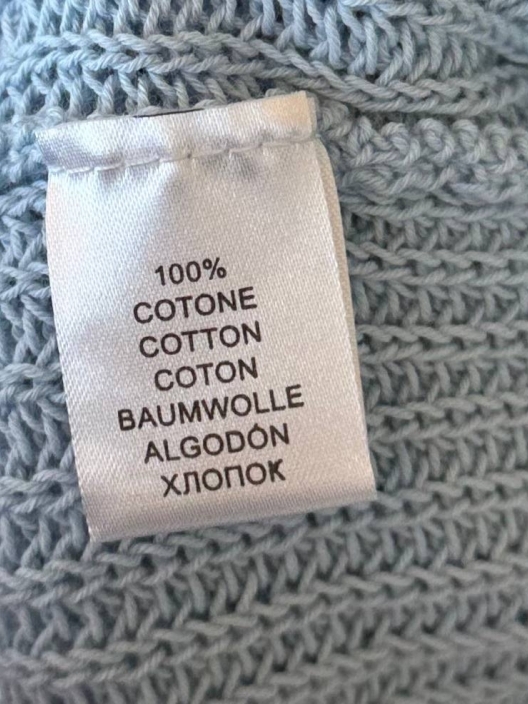 100%
COTONE
COTTON
COTON
BAUMWOLLE
ALGODÓN
ХЛОПОК